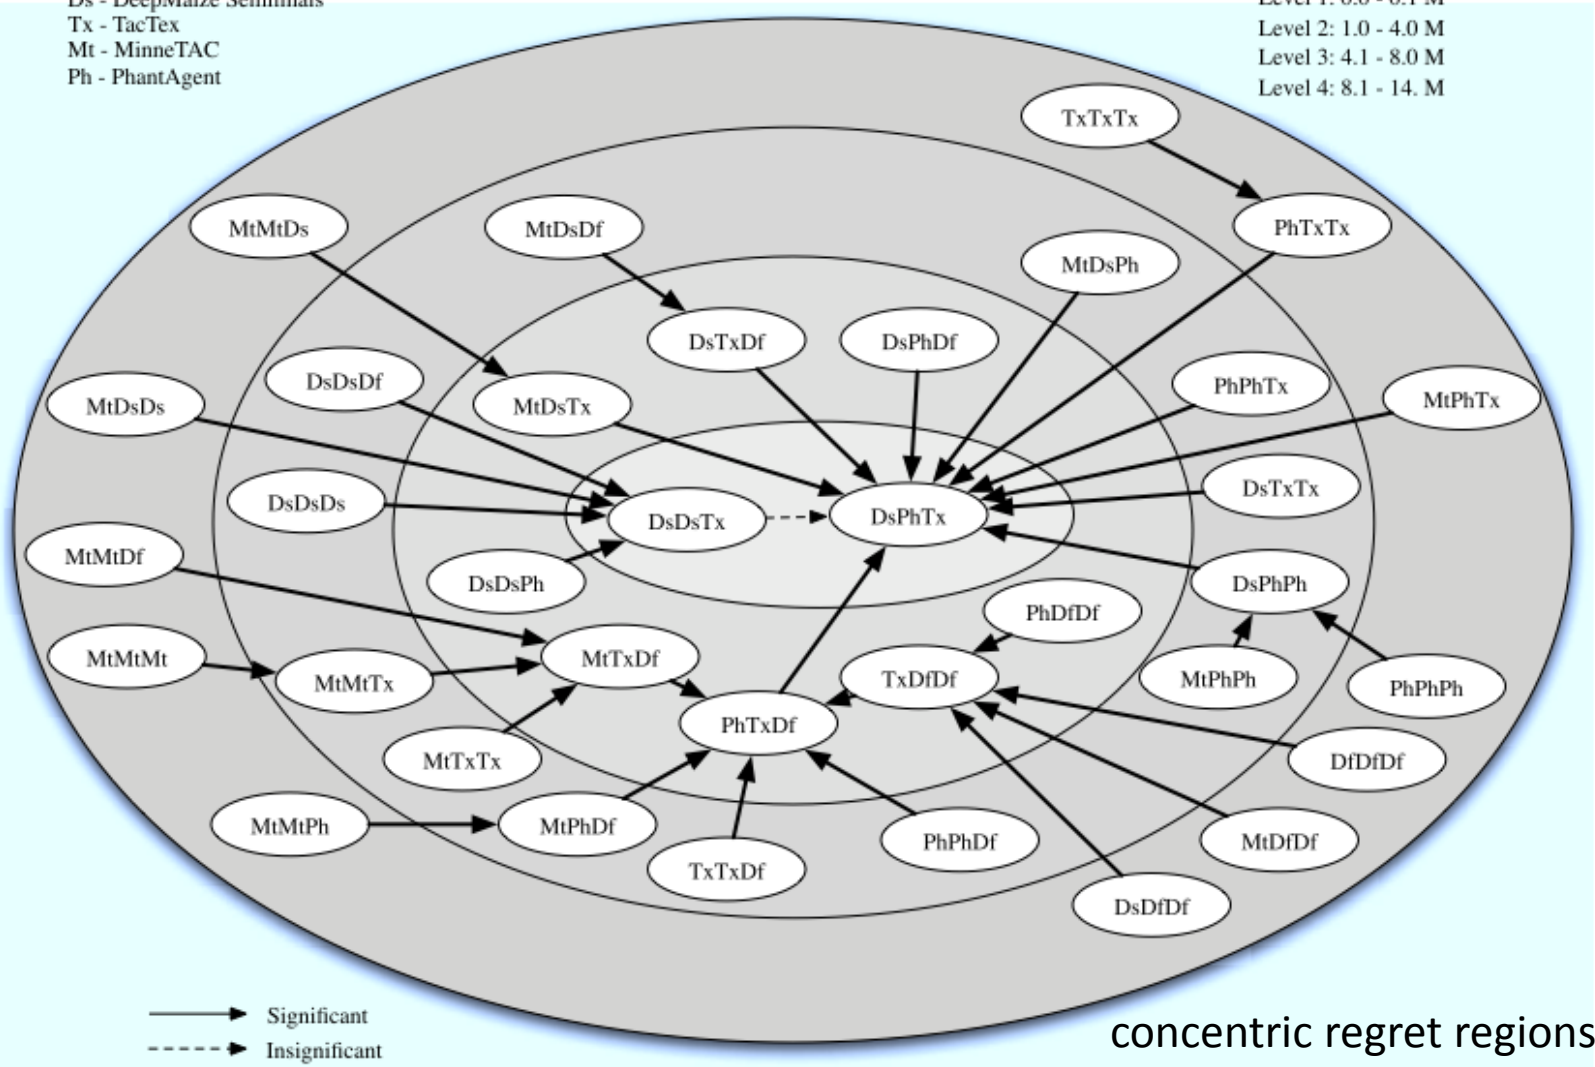 Ds - DeepMaize Semifinals
Tx - TacTex
Mt - MinneTAC
Ph - PhantAgent
Level 2: 1.0 - 4.0 M
Level 3: 4.1 - 8.0 M
Level 4: 8.1 - 14. M
TxTxTx
MtMtDs
MtDsDf
PhTxTx
MtDsPh
DsTxDf
DsPhDf
DsDsDf
PhPhTx
MtDsDs
MtDsTx
MtPhTx
DsDsDs
DsTxTx
DsDsTx
DsPhTx
MtMtDf
DsDsPh
DsPhPh
PhDfDf
MtMtMt
MtMtTx
MtTxDf
TxDfDf
MtPhPh
PhPhPh
PhTxDf
MtTxTx
DfDfDf
MtMtPh
MtPhDf
PhPhDf
MtDfDf
TxTxDf
DsDfDf
Significant
Insignificant
concentric regret regions